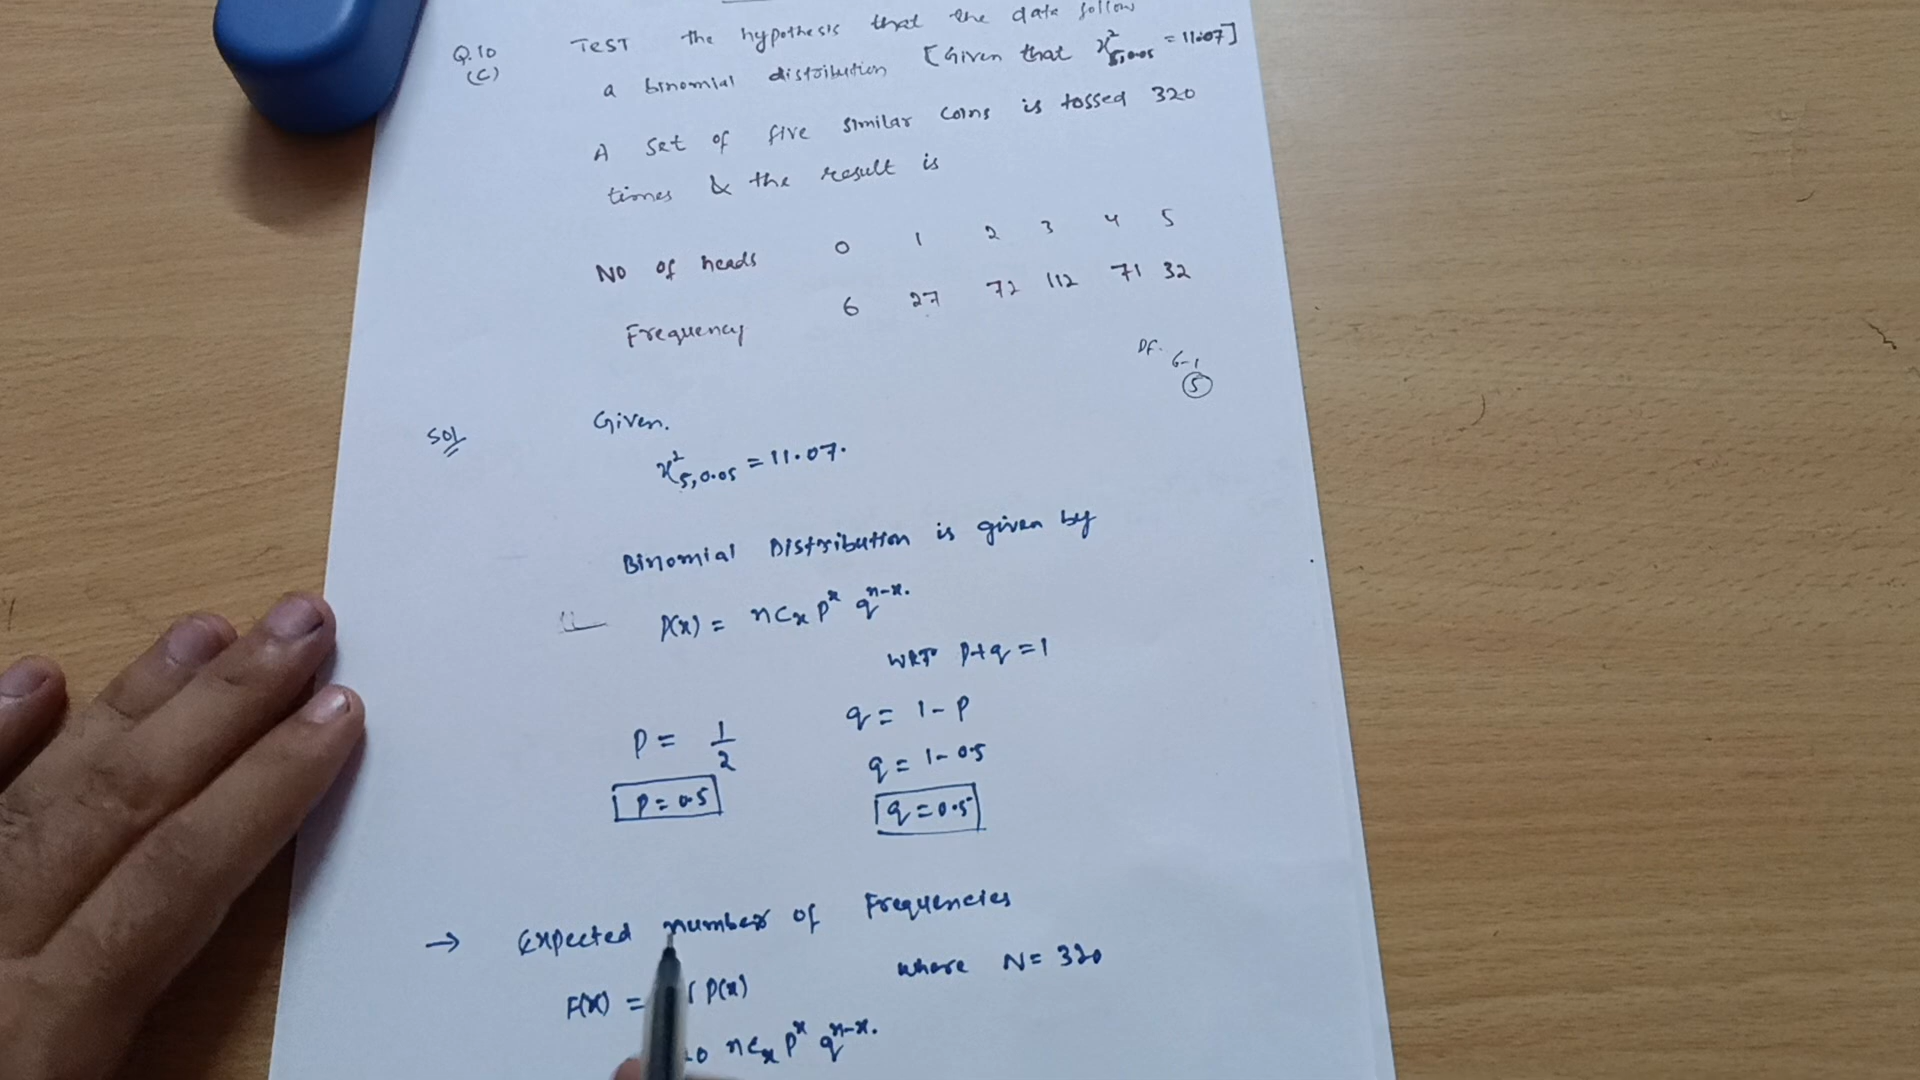 Q.10 TEST the hypothesis that the data follow
(C) a binomial distribution [Given that x²5,0.05 = 11.07]
A set of five similar coins is tossed 320
times & the result is
No of heads 0 1 2 3 4 5
Frequency 6 27 72 112 71 32
DF. 6-1
5
Sol Given.
x²5,0.05 = 11.07.
Binomial Distribution is given by
P(x) = nCx p^x q^n-x.
WKT p+q = 1
p = 1/2 q = 1 - p
q = 1 - 0.5
p = 0.5 q = 0.5
→ Expected number of Frequencies
F(x) = P(x) where N = 320
nCx p^x q^n-x.